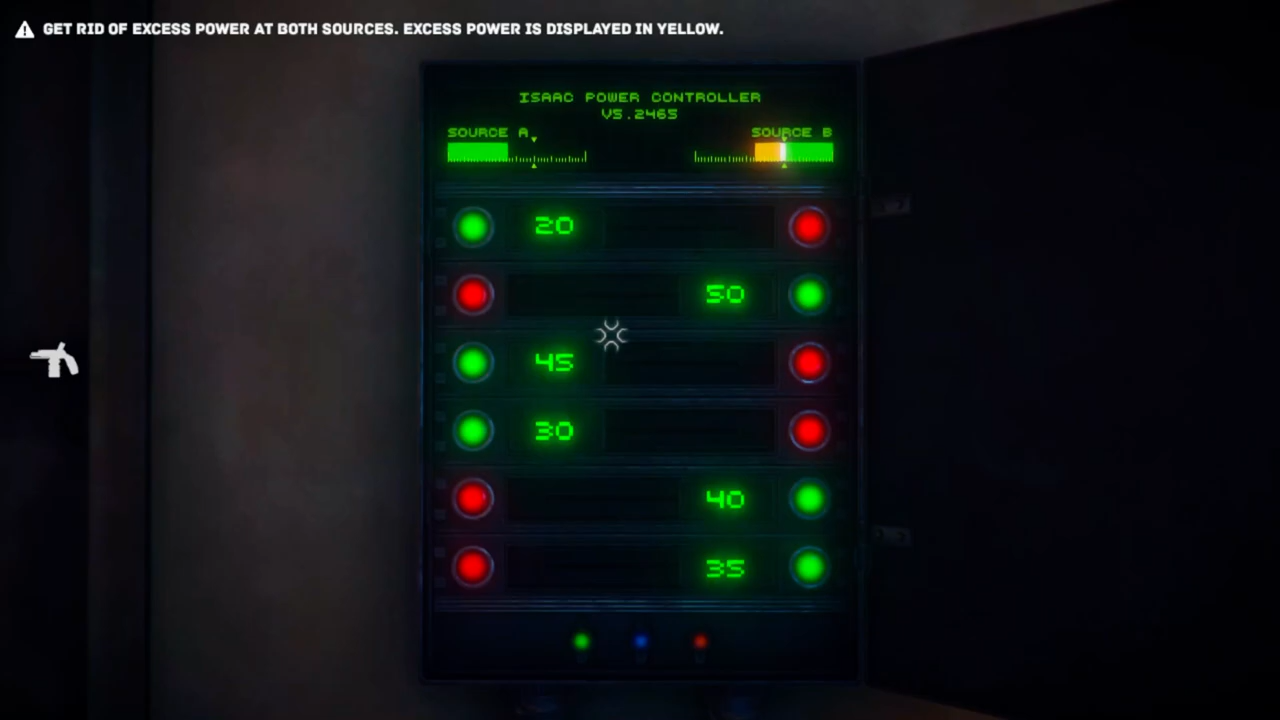 GET RID OF EXCESS POWER AT BOTH SOURCES. EXCESS POWER IS DISPLAYED IN YELLOW.
ISAAC POWER CONTROLLER
V5.2465
SOURCE A
SOURCE B
20
50
45
30
40
35